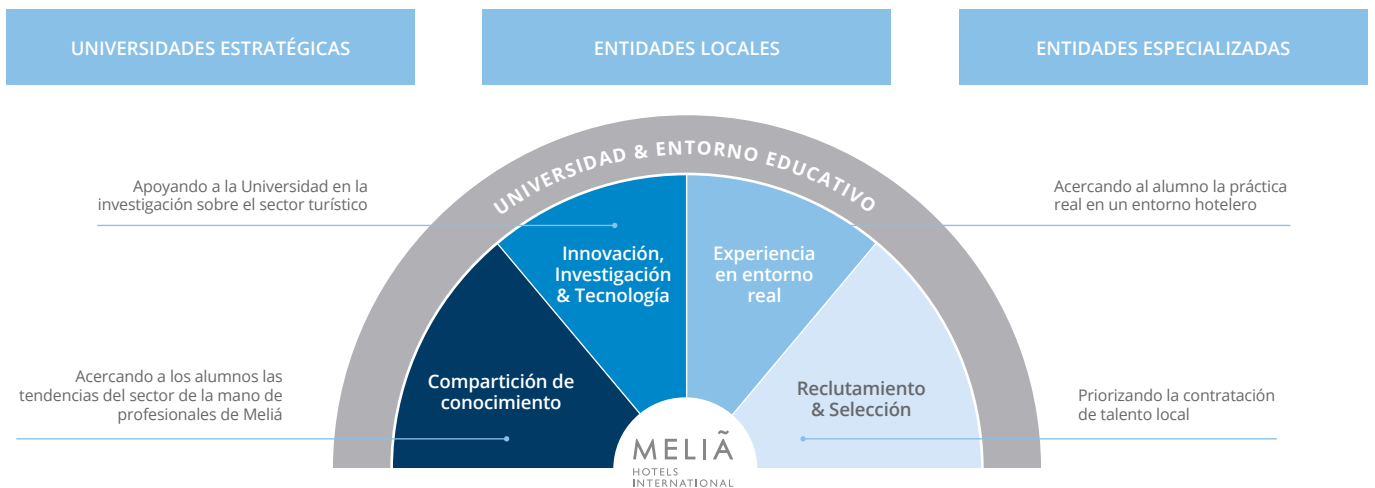 UNIVERSIDADES ESTRATÉGICAS
ENTIDADES LOCALES
ENTIDADES ESPECIALIZADAS
UNIVERSIDAD & ENTORNO EDUCATIVO
Apoyando a la Universidad en la
investigación sobre el sector turístico
Acercando al alumno la práctica
real en un entorno hotelero
Innovación,
Investigación
& Tecnología
Experiencia
en entorno
real
Acercando a los alumnos las
tendencias del sector de la mano de
profesionales de Meliá
Compartición de
conocimiento
Reclutamiento
& Selección
Priorizando la contratación
de talento local
MELIÃ
HOTELS
INTERNATIONAL